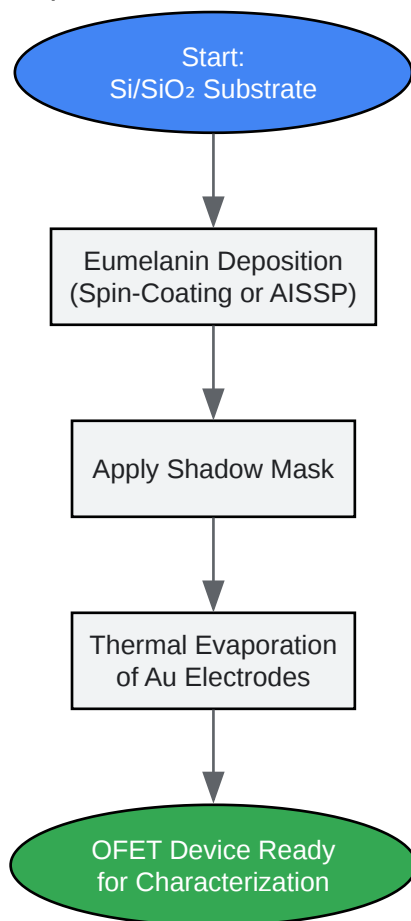 Start:
Si/SiO₂ Substrate
Eumelanin Deposition
(Spin-Coating or AISSP)
Apply Shadow Mask
Thermal Evaporation
of Au Electrodes
OFET Device Ready
for Characterization